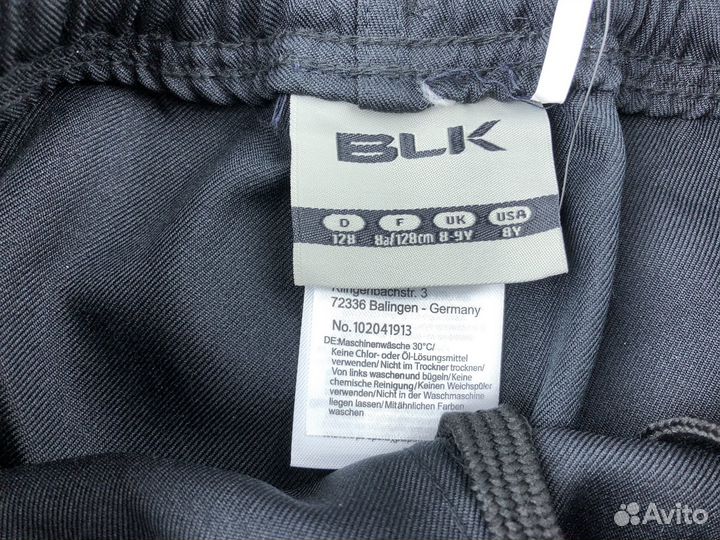 BLK
D F UK USA
128 8a/128cm 8-9Y 8Y
Klingenbachstr. 3
72336 Balingen - Germany
No.102041913
DE:Maschinenwäsche 30°C/
Keine Chlor- oder Öl-Lösungsmittel
verwenden/Nicht im Trockner trocknen/
Von links waschen und bügeln/Keine
chemische Reinigung/Keinen Weichspüler
verwenden/Nicht in der Waschmaschine
liegen lassen/Mit ähnlichen Farben
waschen
Avito